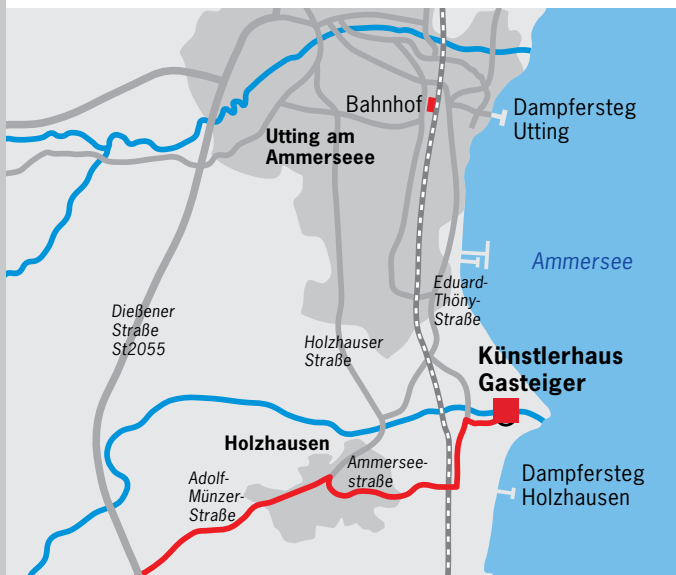 Bahnhof
Dampfersteg
Utting
Utting am
Ammerseee
Ammersee
Eduard-
Thöny-
Straße
Dießener
Straße
St2055
Holzhauser
Straße
Künstlerhaus
Gasteiger
Holzhausen
Ammersee-
straße
Adolf-
Münzer-
Straße
Dampfersteg
Holzhausen